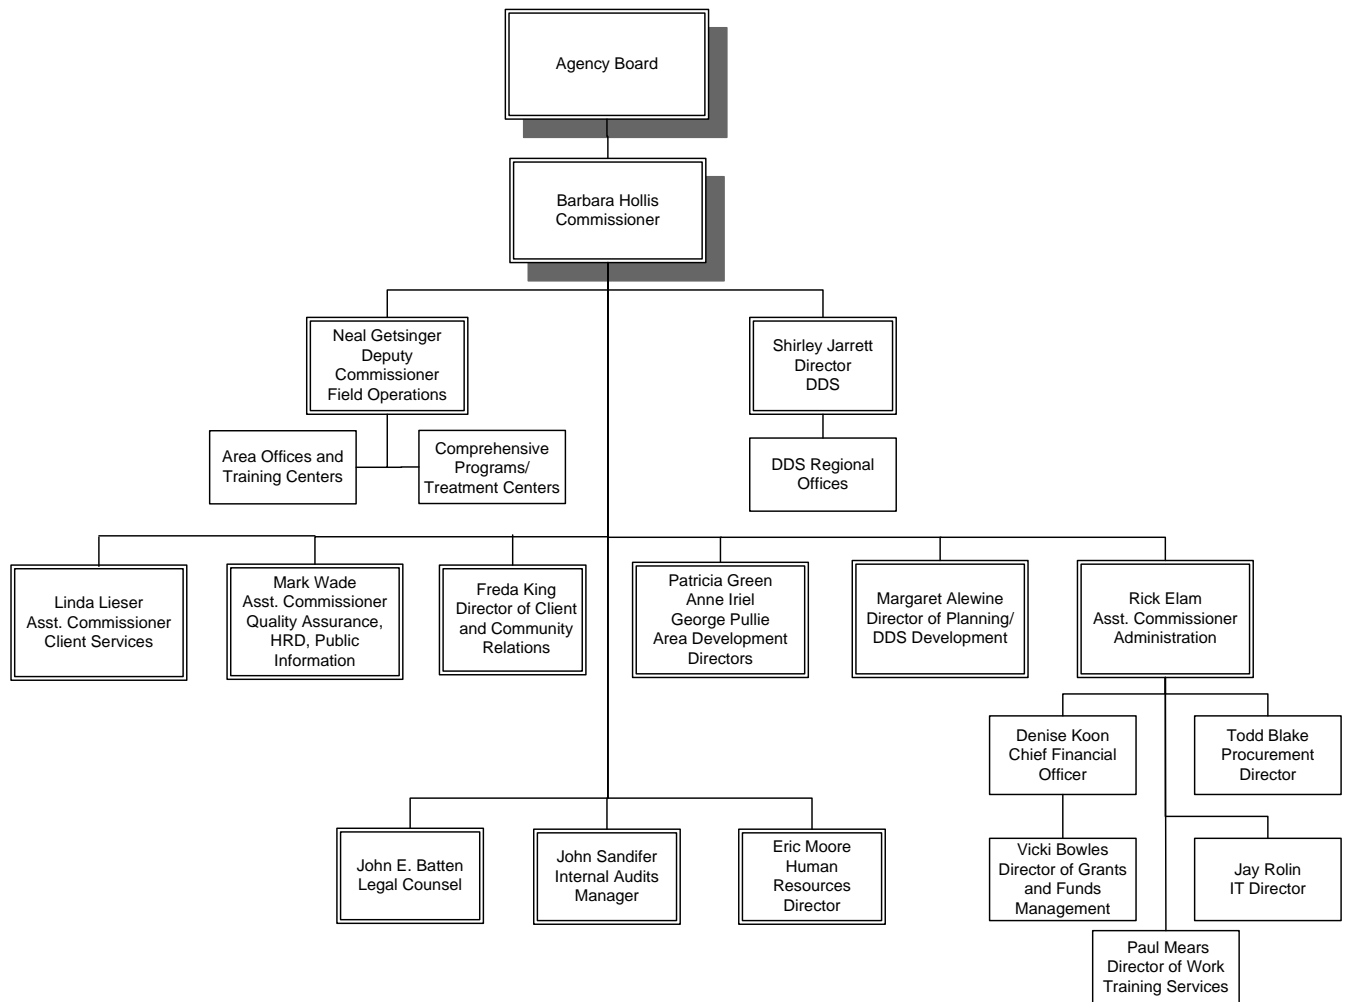 Agency Board
Barbara Hollis
Commissioner
Neal Getsinger
Deputy
Commissioner
Field Operations
Shirley Jarrett
Director
DDS
Area Offices and
Training Centers
Comprehensive
Programs/
Treatment Centers
DDS Regional
Offices
Linda Lieser
Asst. Commissioner
Client Services
Mark Wade
Asst. Commissioner
Quality Assurance,
HRD, Public
Information
Freda King
Director of Client
and Community
Relations
Patricia Green
Anne Iriel
George Pullie
Area Development
Directors
Margaret Alewine
Director of Planning/
DDS Development
Rick Elam
Asst. Commissioner
Administration
Denise Koon
Chief Financial
Officer
Todd Blake
Procurement
Director
John E. Batten
Legal Counsel
John Sandifer
Internal Audits
Manager
Eric Moore
Human
Resources
Director
Vicki Bowles
Director of Grants
and Funds
Management
Jay Rolin
IT Director
Paul Mears
Director of Work
Training Services